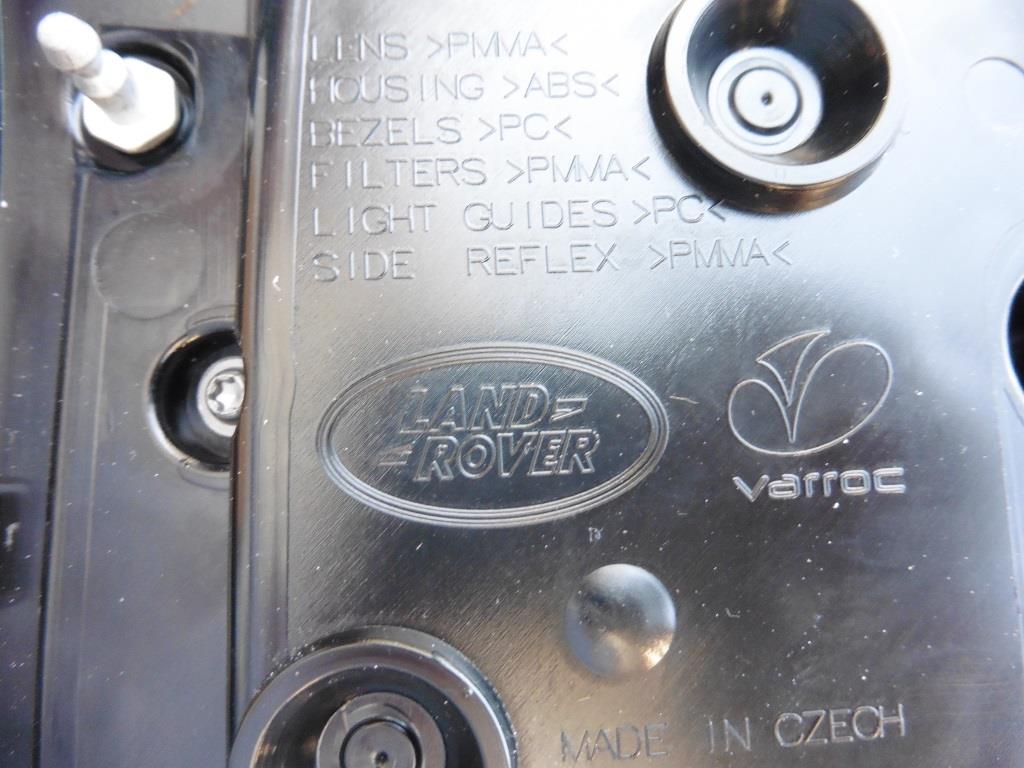 LENS >PMMA<
HOUSING >ABS<
BEZELS >PC<
FILTERS >PMMA<
LIGHT GUIDES >PC<
SIDE REFLEX >PMMA<
LAND
ROVER
varroc
MADE IN CZECH